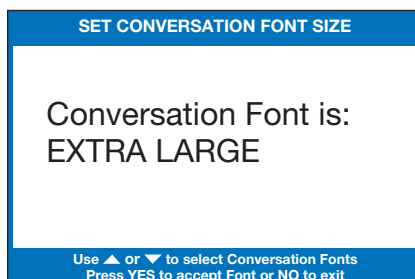 SET CONVERSATION FONT SIZE
Conversation Font is:
EXTRA LARGE
Use ▲ or ▼ to select Conversation Fonts
Press YES to accept Font or NO to exit